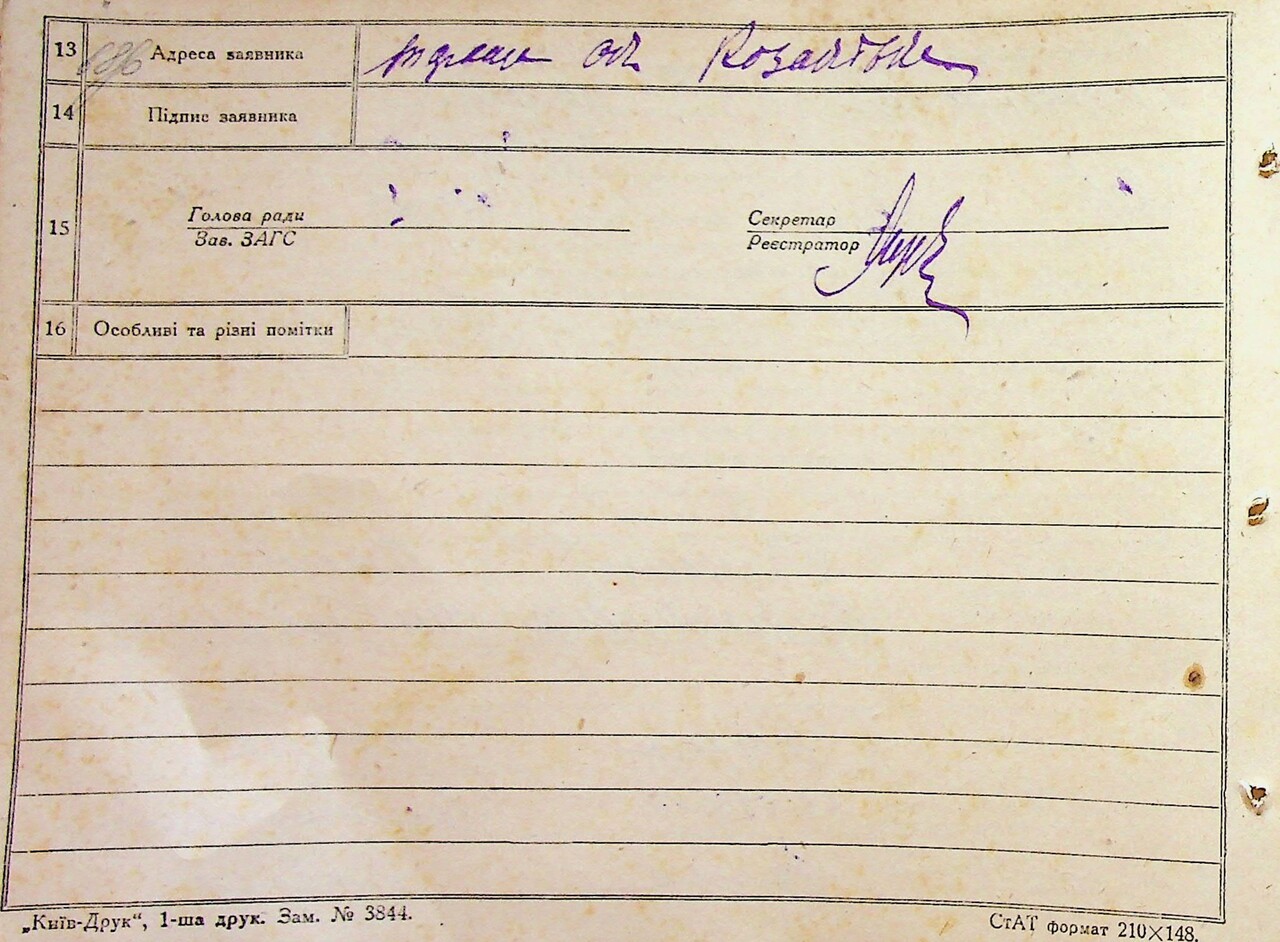 13 Адреса заявника
14 Підпис заявника
15 Голова ради Секретар
Зав. ЗАГС Реєстратор
16 Особливі та різні помітки
„Київ-Друк“, 1-ша друк. Зам. № 3844. СтАТ формат 210×148.